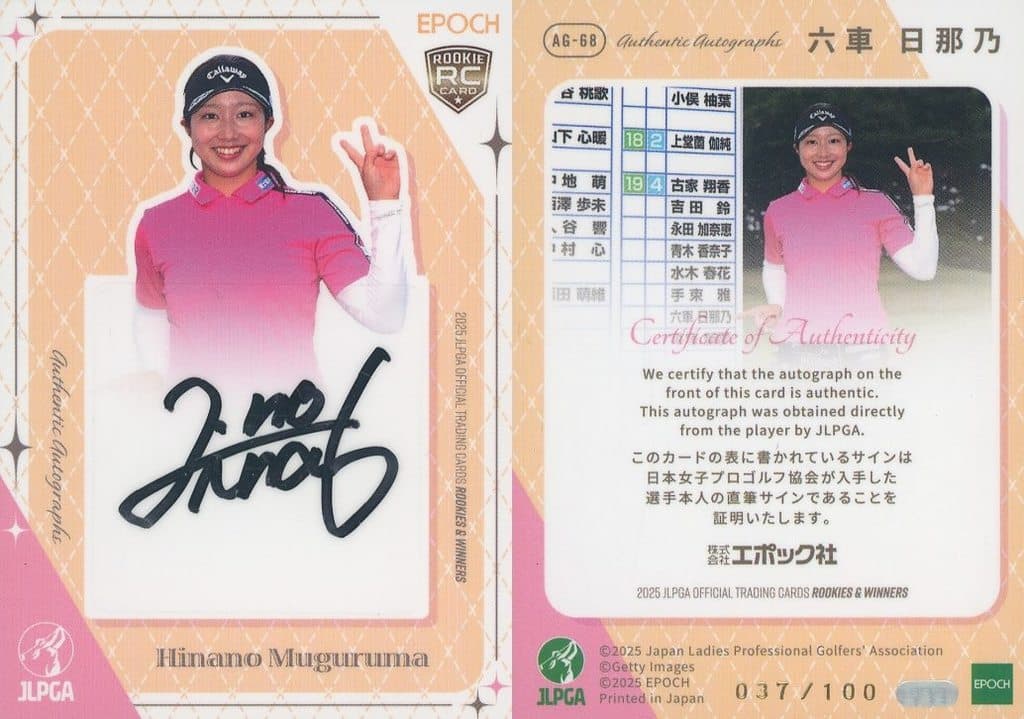 EPOCH
ROOKIE
RC
CARD
Callaway
Authentic Autographs
2025 JLPGA OFFICIAL TRADING CARDS ROOKIES & WINNERS
Hinano Muguruma
JLPGA
AG-68
Authentic Autographs
六車 日那乃
桃歌
小俣 柚葉
下 心暖
18 2
上堂薗 伽純
地 萌
19 4
古家 翔香
澤 歩未
吉田 鈴
谷 響
永田 加奈恵
中村 心
青木 香奈子
水木 春花
田 萌維
手束 雅
六車 日那乃
Callaway
Certificate of Authenticity
We certify that the autograph on the
front of this card is authentic.
This autograph was obtained directly
from the player by JLPGA.
このカードの表に書かれているサインは
日本女子プロゴルフ協会が入手した
選手本人の直筆サインであることを
証明いたします。
株式会社エポック社
2025 JLPGA OFFICIAL TRADING CARDS ROOKIES & WINNERS
JLPGA
©2025 Japan Ladies Professional Golfers' Association
©Getty Images
©2025 EPOCH
Printed in Japan
037/100
EPOCH